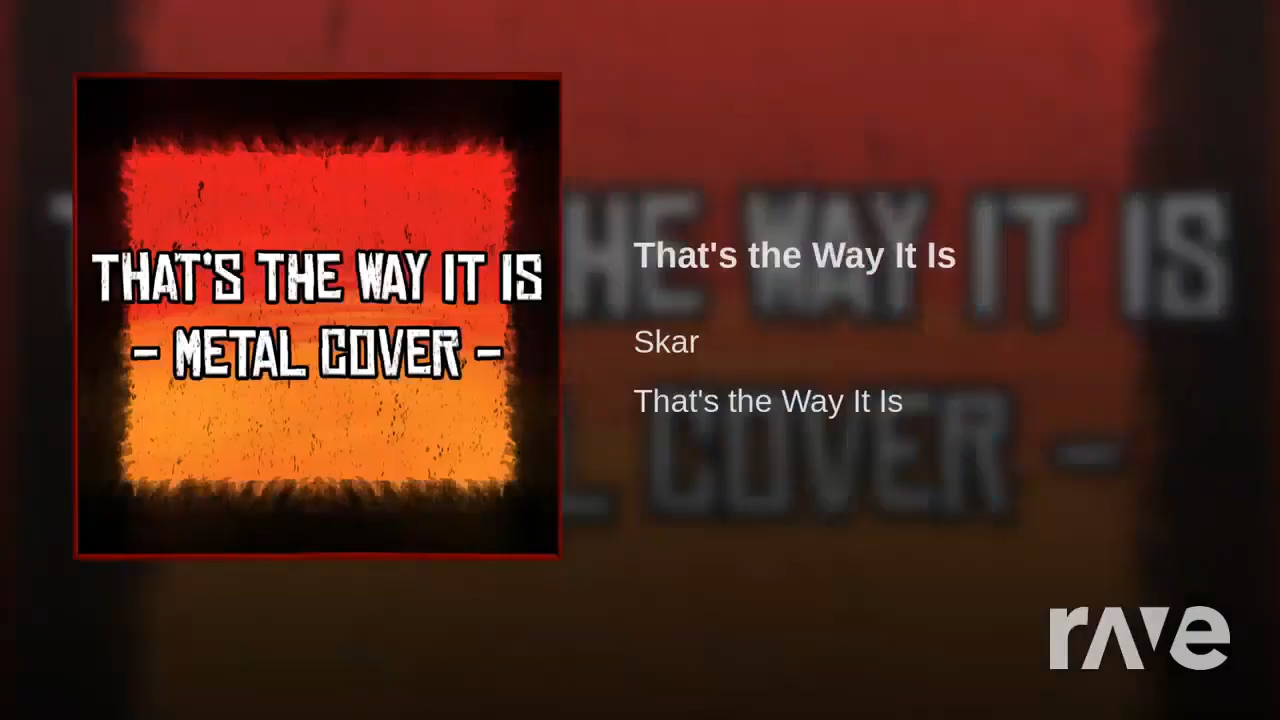 THAT'S THE WAY IT IS
- METAL COVER -
That's the Way It Is
Skar
That's the Way It Is
rave